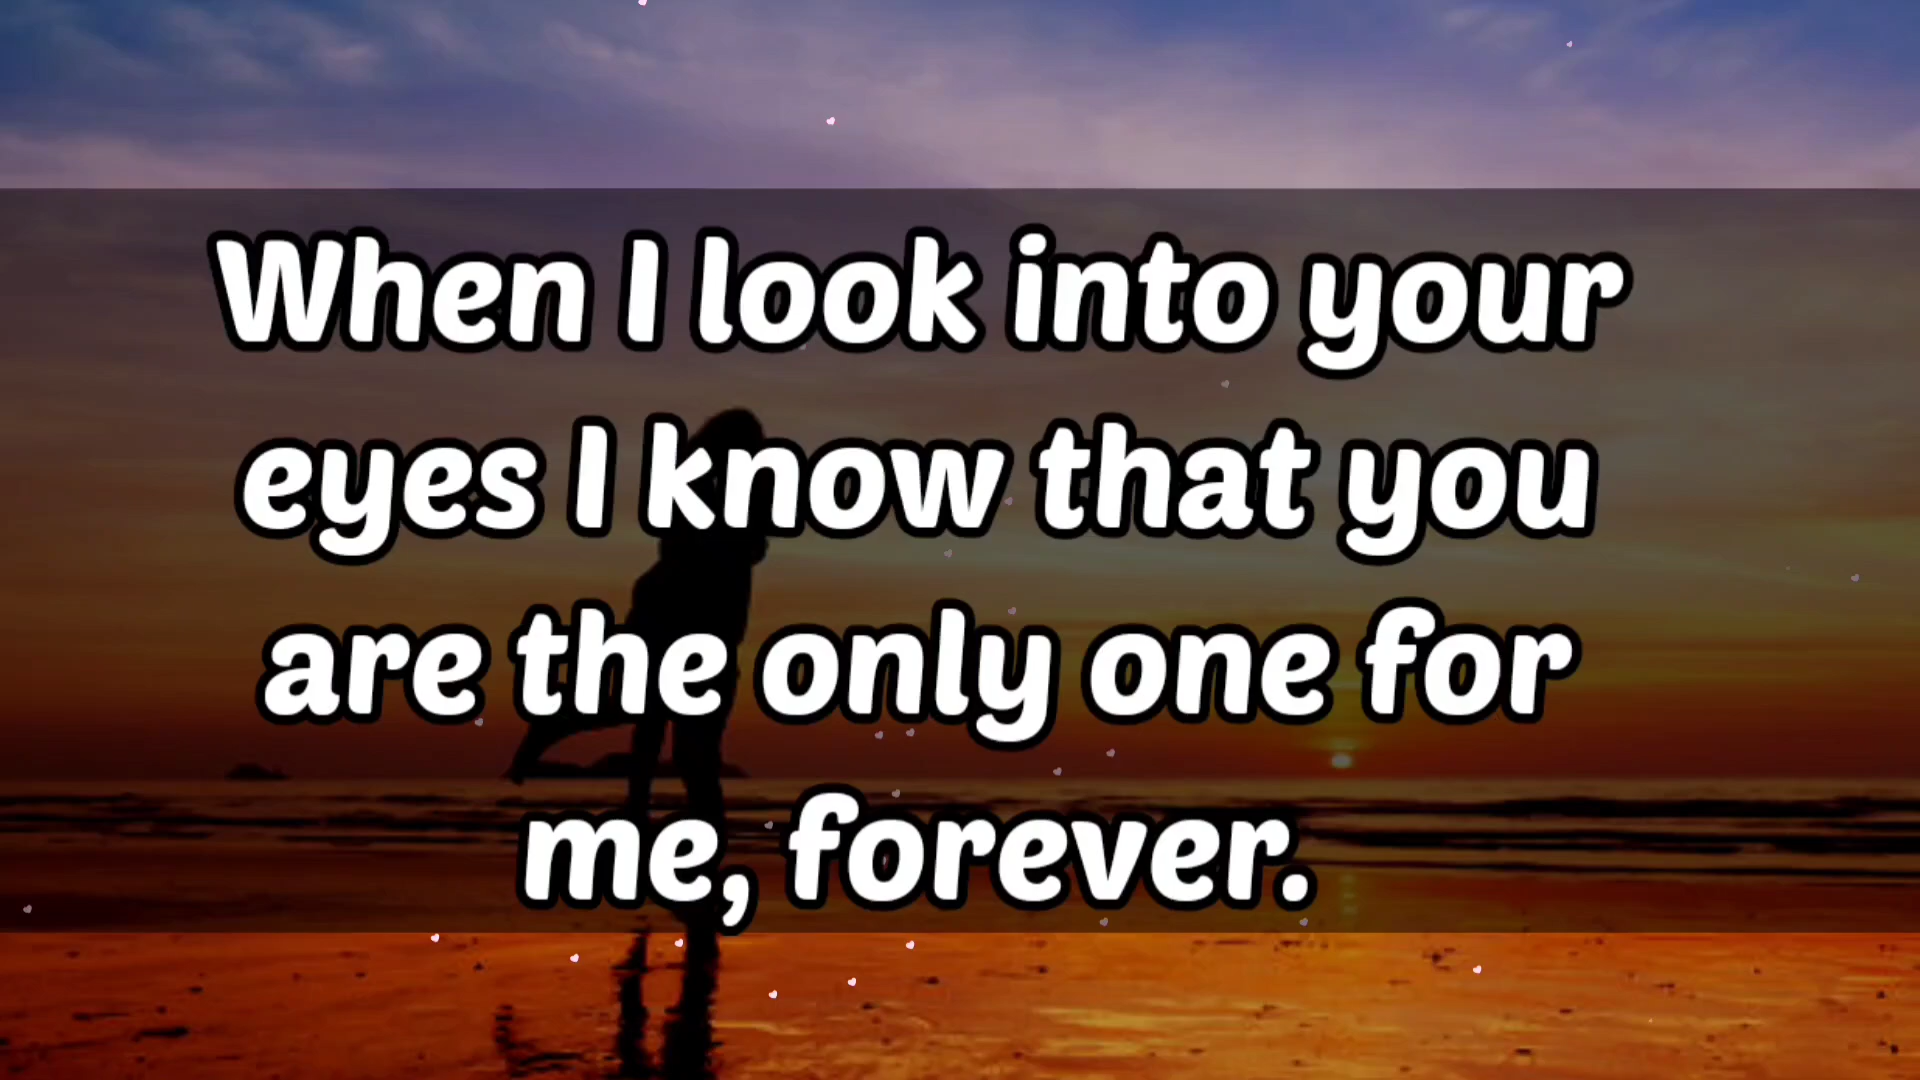 When I look into your
eyes I know that you
are the only one for
me, forever.